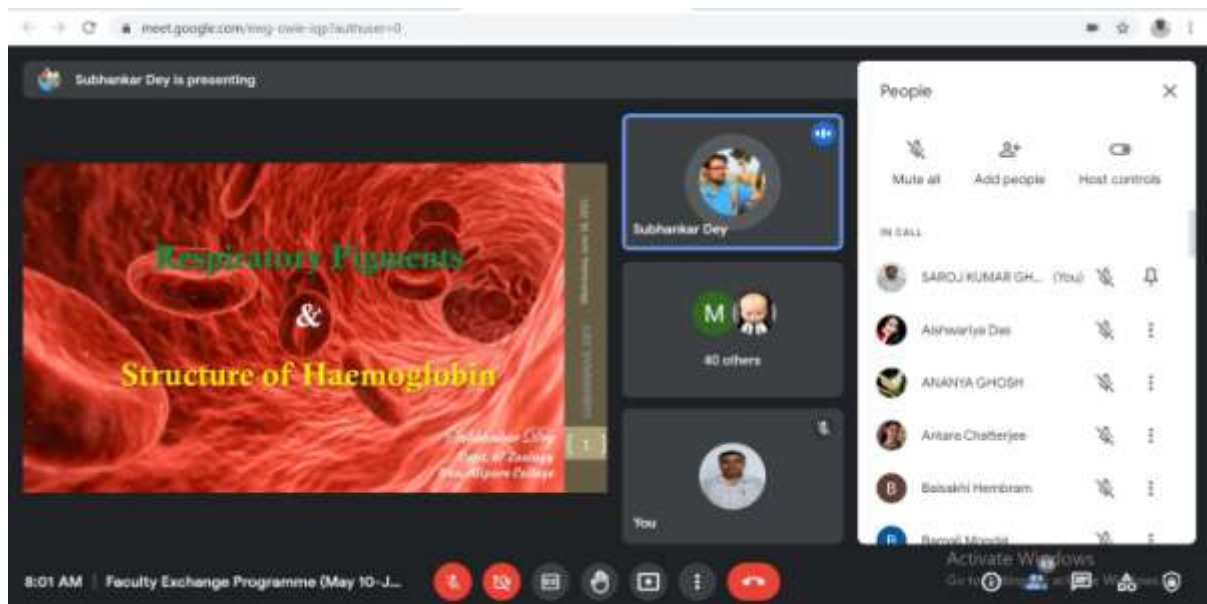 meet.google.com/
Subhankar Dey is presenting
Respiratory Pigments
&
Structure of Haemoglobin
Subhankar Dey
Dept. of Zoology
New Alipore College
1
Subhankar Dey
M
40 others
You
People
Mute all
Add people
Host controls
IN CALL
SAROJ KUMAR GH... (You)
Aishwariya Das
ANANYA GHOSH
Antara Chatterjee
B
Baisakhi Hembram
B
Activate Windows
8:01 AM | Faculty Exchange Programme (May 10-J...